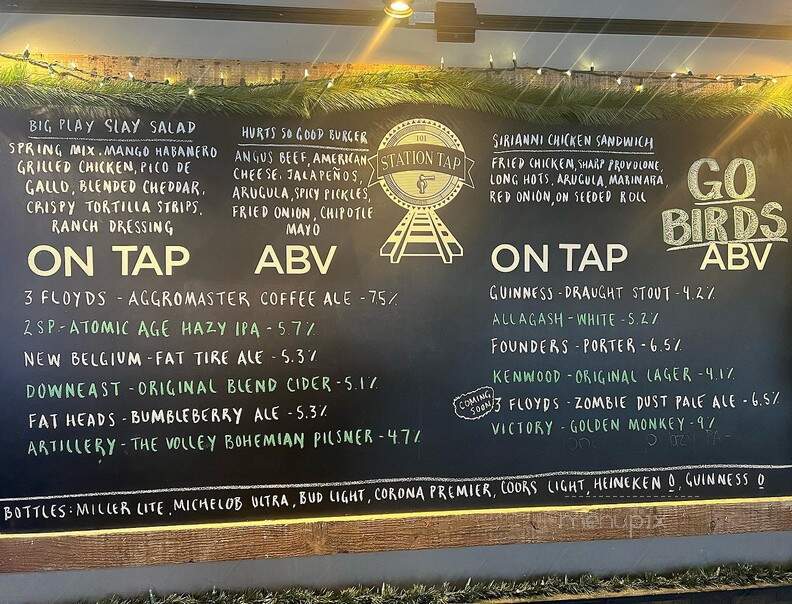 BIG PLAY SLAY SALAD
SPRING MIX, MANGO HABANERO
GRILLED CHICKEN, PICO DE
GALLO, BLENDED CHEDDAR,
CRISPY TORTILLA STRIPS,
RANCH DRESSING
HURTS SO GOOD BURGER
ANGUS BEEF, AMERICAN
CHEESE, JALAPEÑOS,
ARUGULA, SPICY PICKLES,
FRIED ONION, CHIPOTLE
MAYO
101
STATION TAP
SIRIANNI CHICKEN SANDWICH
FRIED CHICKEN, SHARP PROVOLONE,
LONG HOTS, ARUGULA, MARINARA,
RED ONION, ON SEEDED ROLL
GO
BIRDS
ON TAP ABV
3 FLOYDS - AGGROMASTER COFFEE ALE - 7.5%
2SP - ATOMIC AGE HAZY IPA - 5.7%
NEW BELGIUM - FAT TIRE ALE - 5.3%
DOWNEAST - ORIGINAL BLEND CIDER - 5.1%
FAT HEADS - BUMBLEBERRY ALE - 5.3%
ARTILLERY - THE VOLLEY BOHEMIAN PILSNER - 4.7%
ON TAP ABV
GUINNESS - DRAUGHT STOUT - 4.2%
ALLAGASH - WHITE - 5.2%
FOUNDERS - PORTER - 6.5%
KENWOOD - ORIGINAL LAGER - 4.1%
COMING
SOON
3 FLOYDS - ZOMBIE DUST PALE ALE - 6.5%
VICTORY - GOLDEN MONKEY - 9%
BOTTLES: MILLER LITE, MICHELOB ULTRA, BUD LIGHT, CORONA PREMIER, COORS LIGHT, HEINEKEN 0, GUINNESS 0
menupix